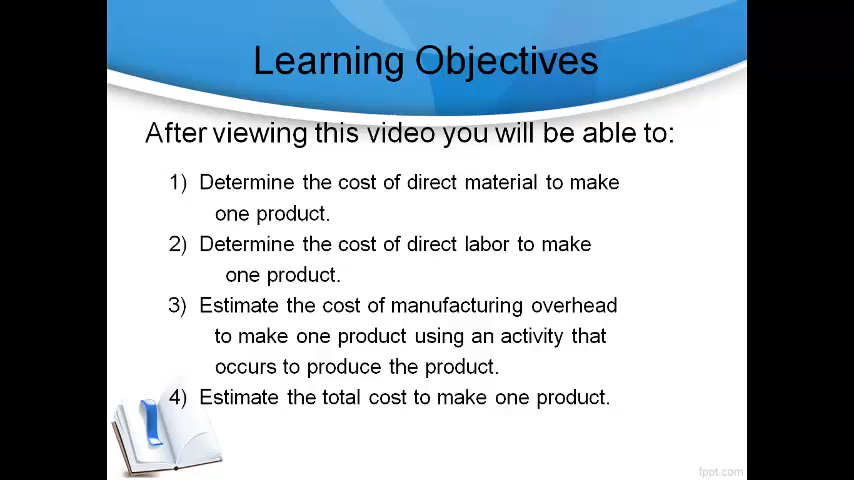 Learning Objectives
After viewing this video you will be able to:
1) Determine the cost of direct material to make
one product.
2) Determine the cost of direct labor to make
one product.
3) Estimate the cost of manufacturing overhead
to make one product using an activity that
occurs to produce the product.
4) Estimate the total cost to make one product.
fppt.com